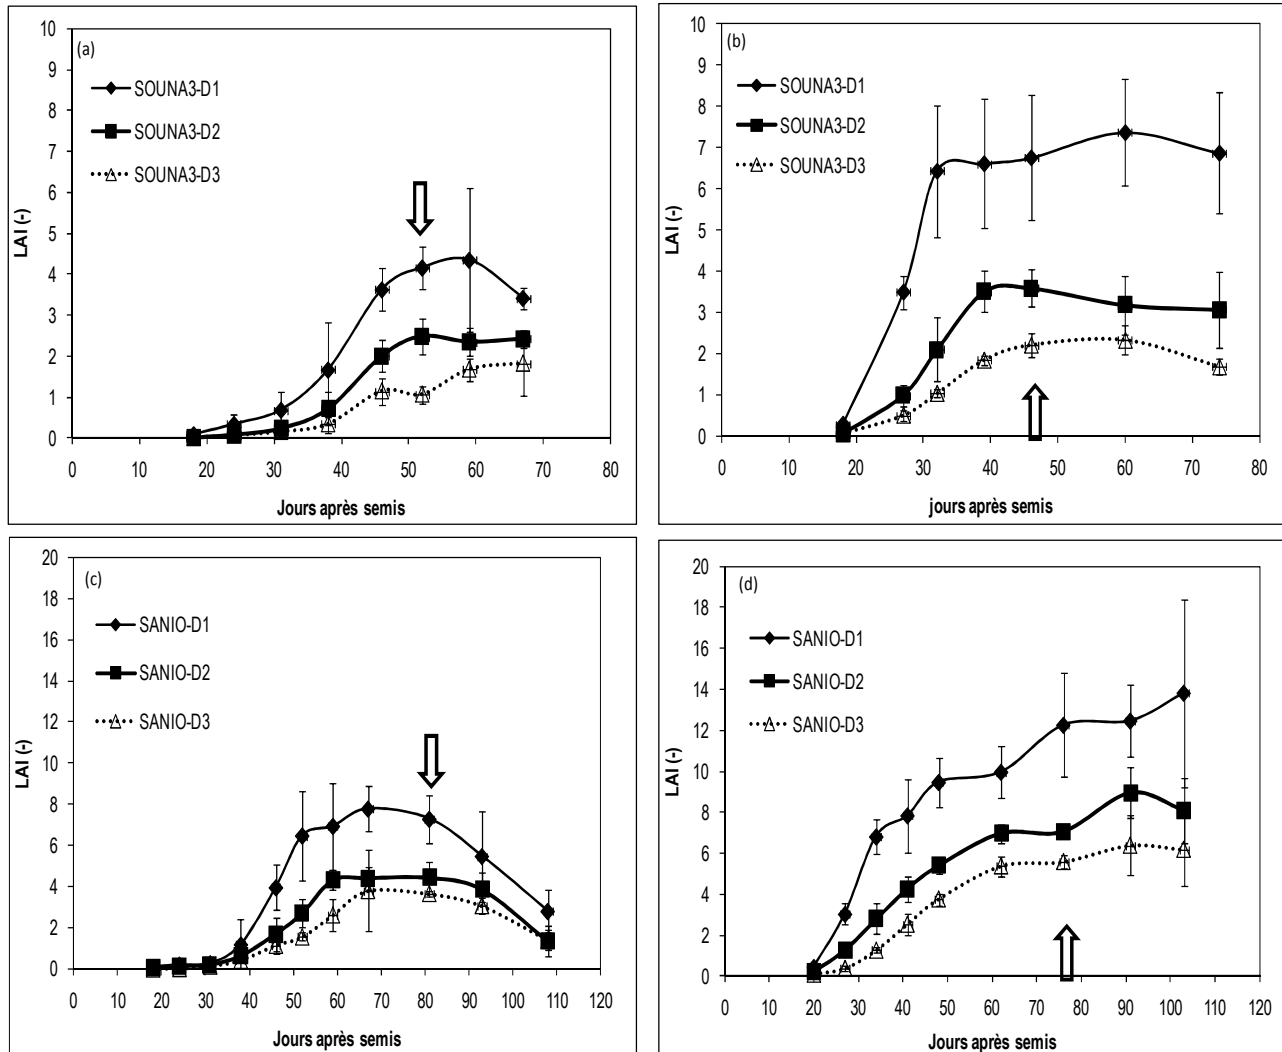 (a)
SOUNA3-D1
SOUNA3-D2
SOUNA3-D3
LAI (-)
10
9
8
7
6
5
4
3
2
1
0
0 10 20 30 40 50 60 70 80
Jours après semis
(b)
SOUNA3-D1
SOUNA3-D2
SOUNA3-D3
LAI (-)
10
9
8
7
6
5
4
3
2
1
0
0 10 20 30 40 50 60 70 80
jours après semis
(c)
SANIO-D1
SANIO-D2
SANIO-D3
LAI (-)
20
18
16
14
12
10
8
6
4
2
0
0 10 20 30 40 50 60 70 80 90 100 110 120
Jours après semis
(d)
SANIO-D1
SANIO-D2
SANIO-D3
LAI (-)
20
18
16
14
12
10
8
6
4
2
0
0 10 20 30 40 50 60 70 80 90 100 110 120
Jours après semis